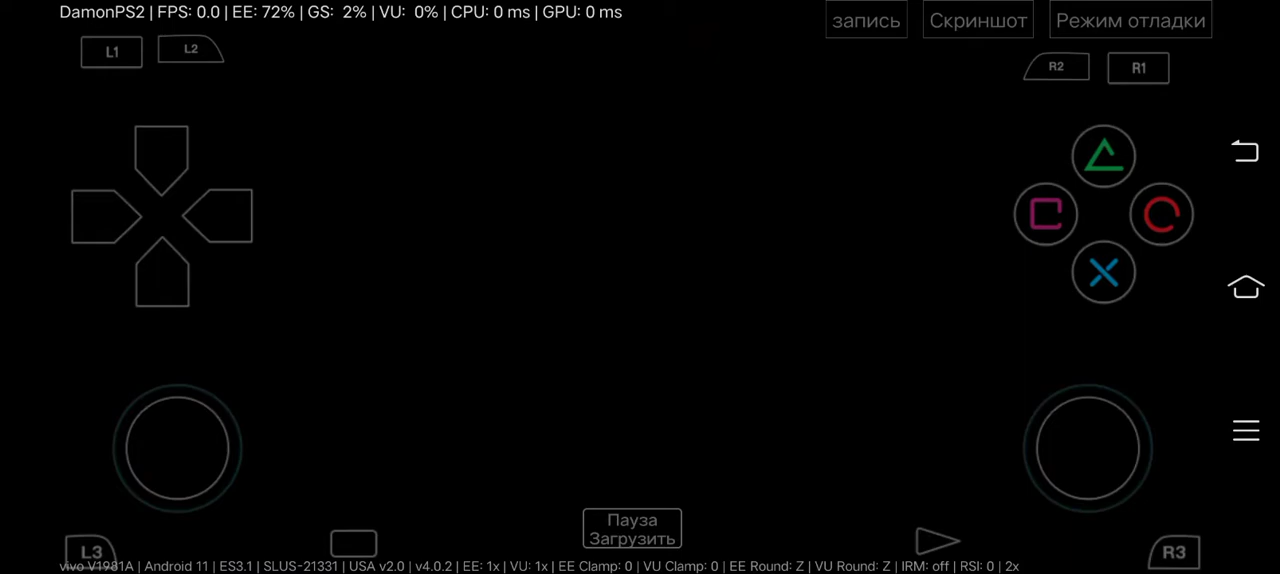 DamonPS2 | FPS: 0.0 | EE: 72% | GS: 2% | VU: 0% | CPU: 0 ms | GPU: 0 ms
запись
Скриншот
Режим отладки
L1
L2
R2
R1
Пауза
Загрузить
L3
R3
vivo V1981A | Android 11 | ES3.1 | SLUS-21331 | USA v2.0 | v4.0.2 | EE: 1x | VU: 1x | EE Clamp: 0 | VU Clamp: 0 | EE Round: Z | VU Round: Z | IRM: off | RSI: 0 | 2x